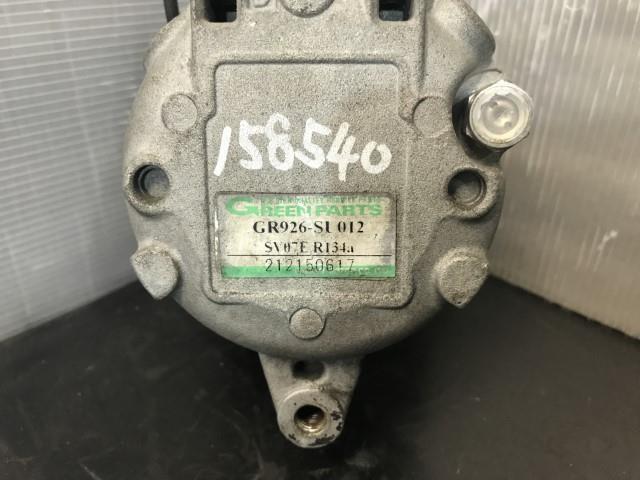 158540
GREEN PARTS
GR926-SU012
SV07E R134a
212150617